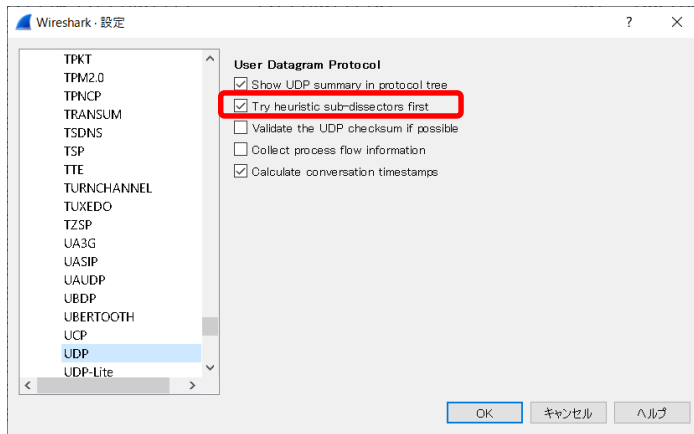 Wireshark · 設定
?
TPKT
TPM2.0
TPNCP
TRANSUM
TSDNS
TSP
TTE
TURNCHANNEL
TUXEDO
TZSP
UA3G
UASIP
UAUDP
UBDP
UBERTOOTH
UCP
UDP
UDP-Lite
User Datagram Protocol
Show UDP summary in protocol tree
Try heuristic sub-dissectors first
Validate the UDP checksum if possible
Collect process flow information
Calculate conversation timestamps
OK
キャンセル
ヘルプ